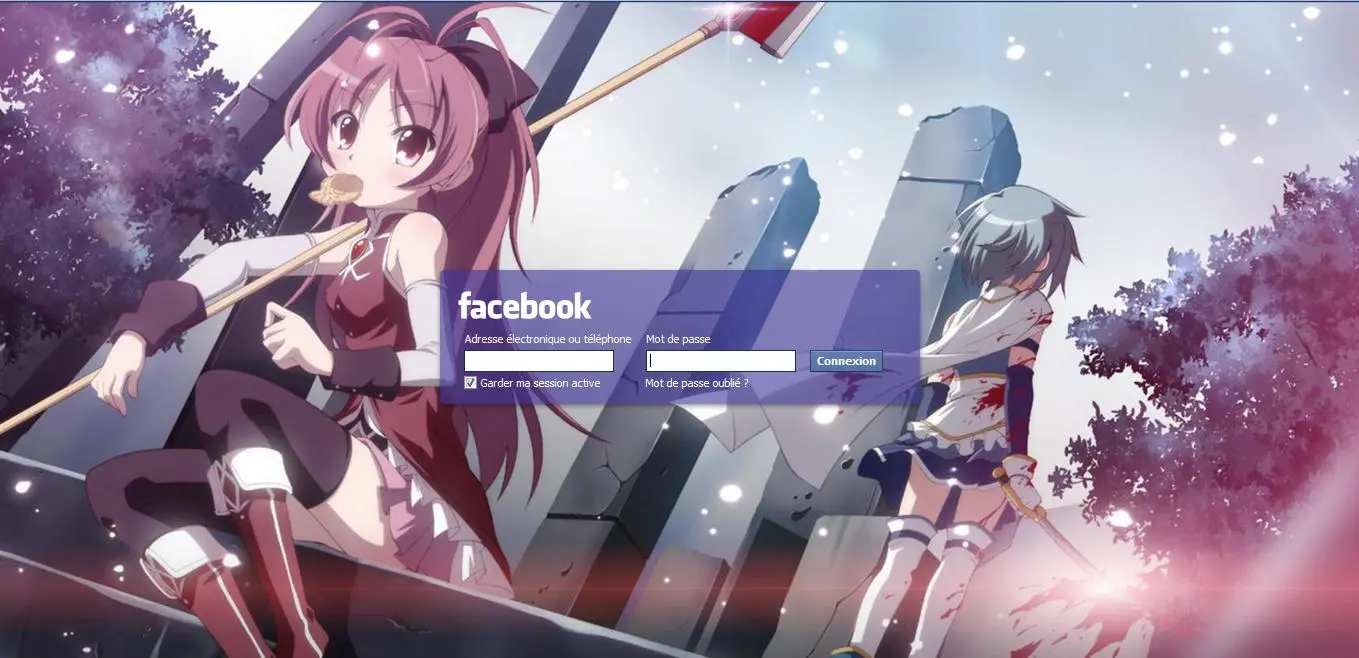 facebook
Adresse électronique ou téléphone Mot de passe
Connexion
Garder ma session active Mot de passe oublié ?